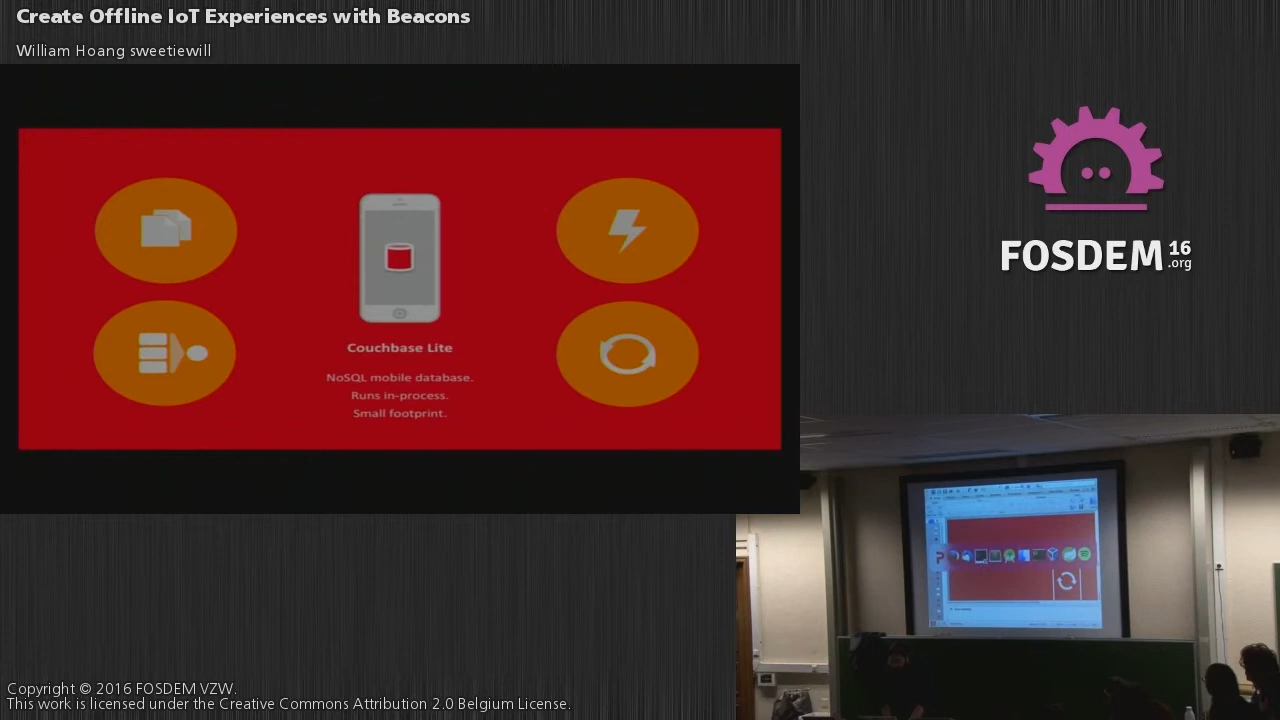 Create Offline IoT Experiences with Beacons
William Hoang sweetiewill
Couchbase Lite
NoSQL mobile database.
Runs in-process.
Small footprint.
FOSDEM 16 .org
Copyright © 2016 FOSDEM VZW.
This work is licensed under the Creative Commons Attribution 2.0 Belgium License.